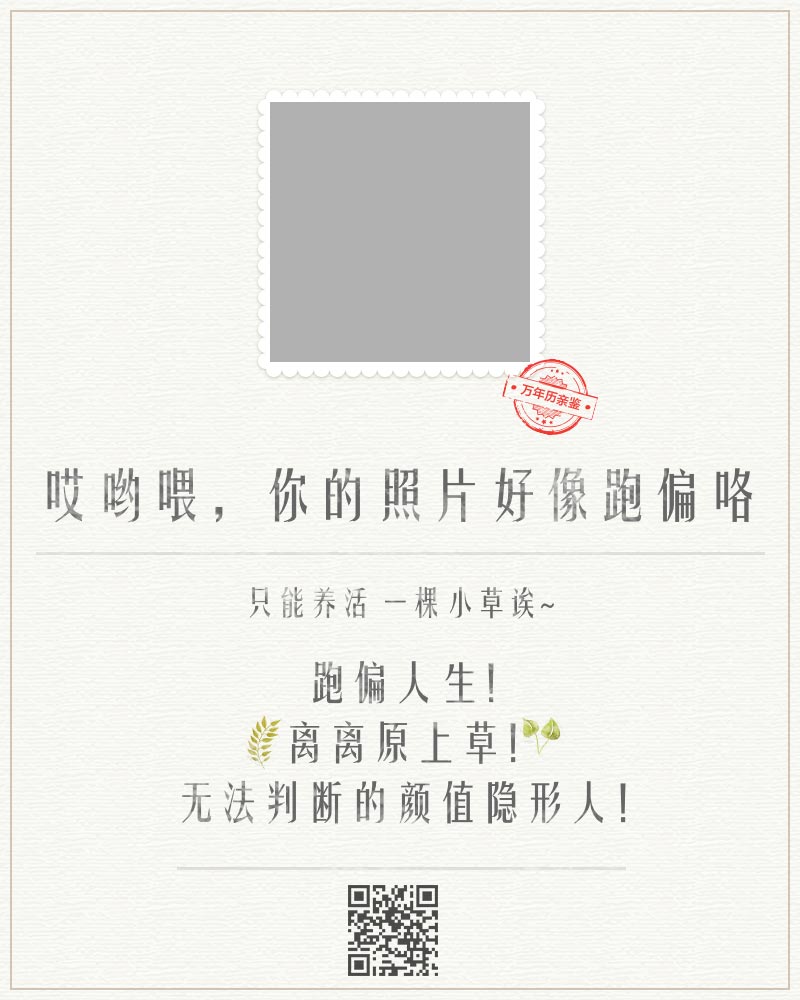 万年历亲鉴
哎哟喂，你的照片好像跑偏咯
只能养活一棵小草诶~
跑偏人生！
离离原上草！
无法判断的颜值隐形人！